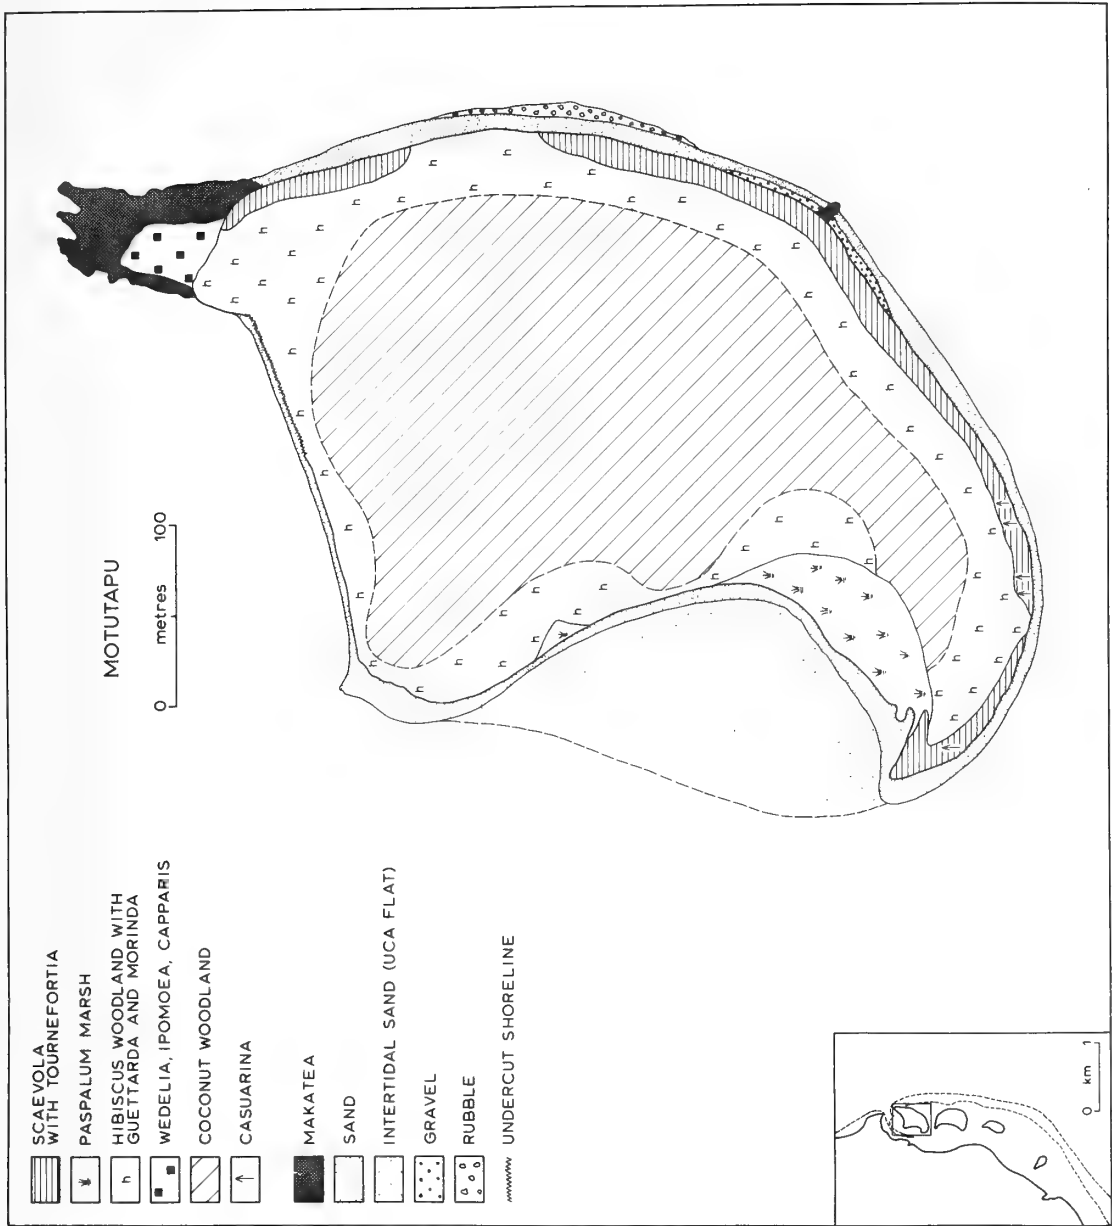 MOTUTAPU
0 metres 100
SCAEVOLA
WITH TOURNEFORTIA
PASPALUM MARSH
HIBISCUS WOODLAND WITH
GUETTARDA AND MORINDA
WEDELIA, IPOMOEA, CAPPARIS
COCONUT WOODLAND
CASUARINA
MAKATEA
SAND
INTERTIDAL SAND (UCA FLAT)
GRAVEL
RUBBLE
UNDERCUT SHORELINE
0 km 1